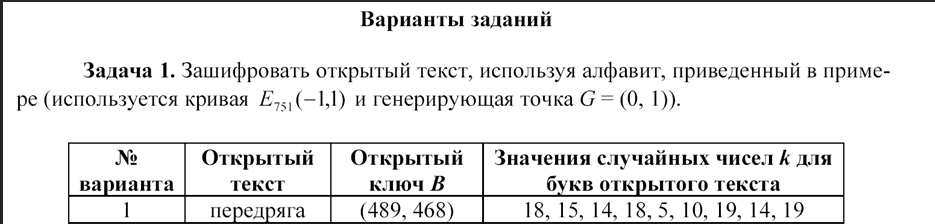 Варианты заданий
Задача 1. Зашифровать открытый текст, используя алфавит, приведенный в приме-
ре (используется кривая E₇₅₁(−1,1) и генерирующая точка G = (0, 1)).
№ варианта | Открытый текст | Открытый ключ B | Значения случайных чисел k для букв открытого текста
1 | передряга | (489, 468) | 18, 15, 14, 18, 5, 10, 19, 14, 19